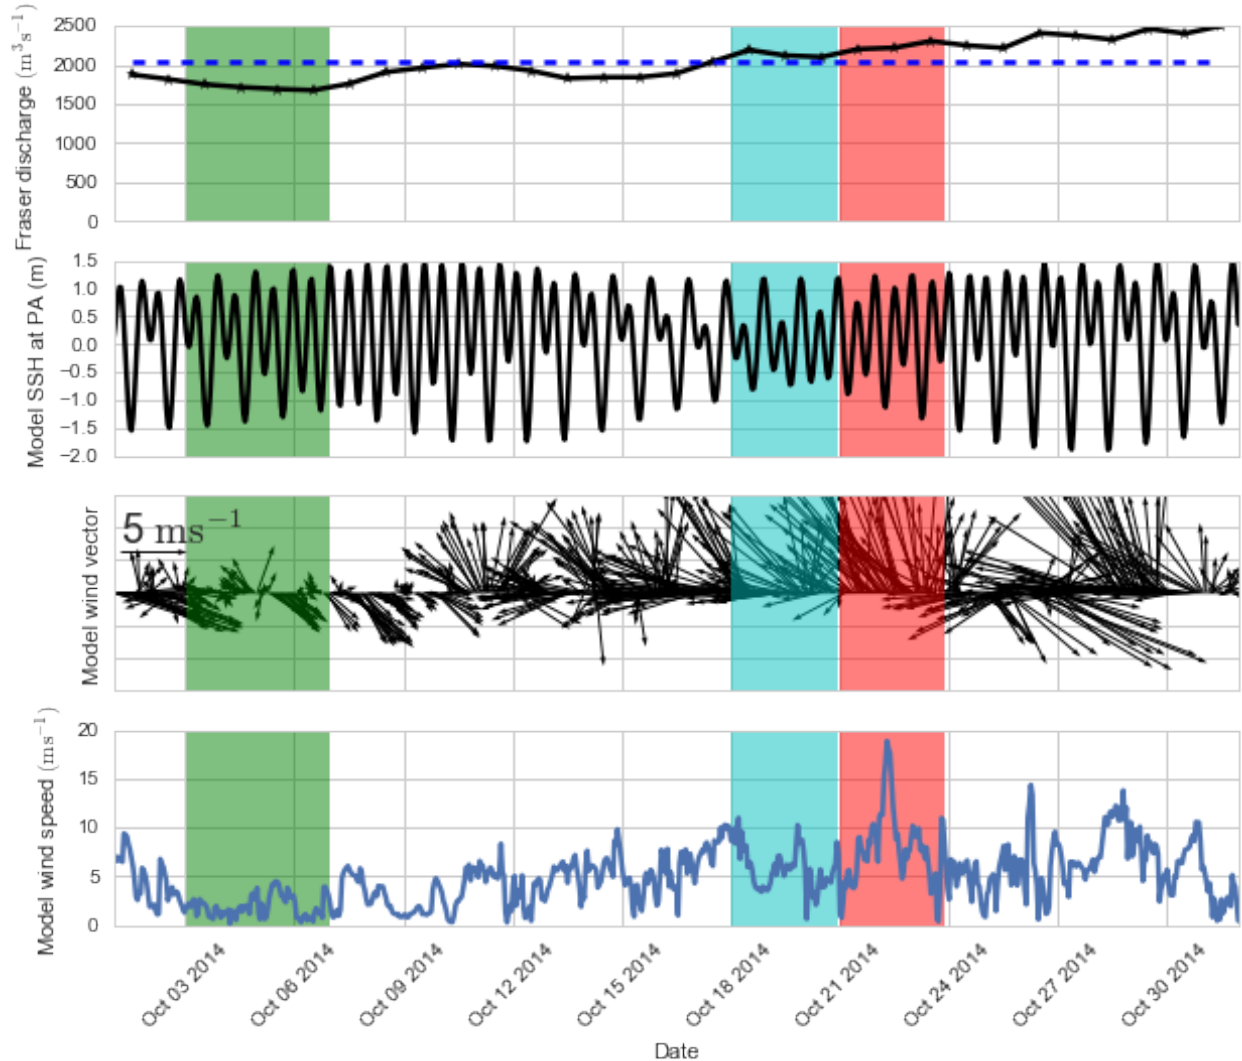 Fraser discharge (m³s⁻¹)
2500
2000
1500
1000
500
0
Model SSH at PA (m)
1.5
1.0
0.5
0.0
−0.5
−1.0
−1.5
−2.0
Model wind vector
5 ms⁻¹
Model wind speed (ms⁻¹)
20
15
10
5
0
Oct 03 2014
Oct 06 2014
Oct 09 2014
Oct 12 2014
Oct 15 2014
Oct 18 2014
Oct 21 2014
Oct 24 2014
Oct 27 2014
Oct 30 2014
Date